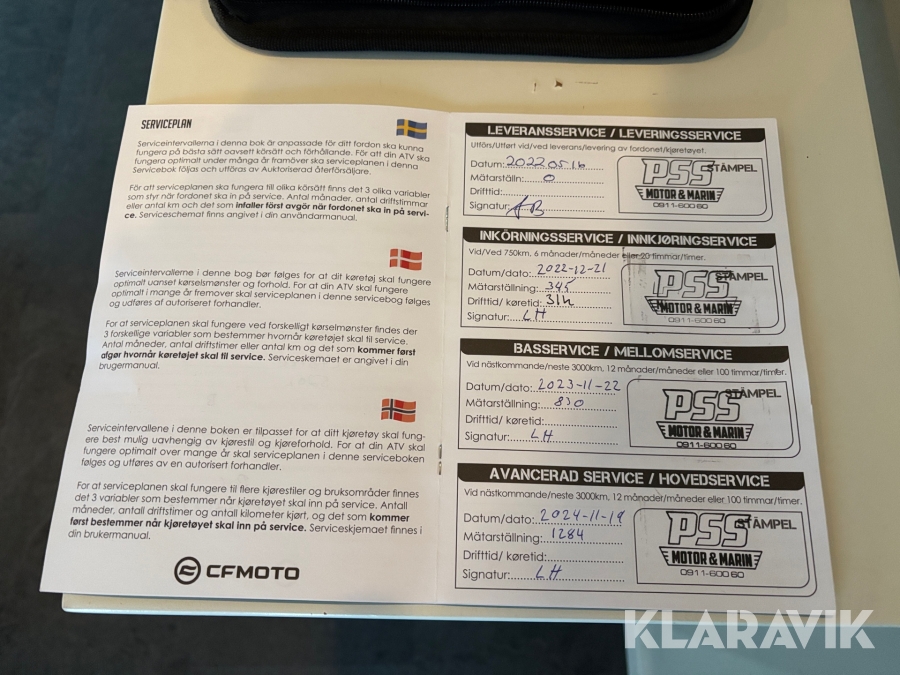 SERVICEPLAN
Serviceintervallerna i denna bok är anpassade för ditt fordon ska kunna
fungera på bästa sätt oavsett körsätt och förhållande. För att din ATV ska
fungera optimalt under många år framöver ska serviceplanen i denna
Servicebok följas och utföras av Auktoriserad återförsäljare.
För att serviceplanen ska fungera till olika körsätt finns det 3 olika variabler
som styr när fordonet ska in på service. Antal månader, antal driftstimmar
eller antal km och det som infaller först avgör när fordonet ska in på servi-
ce. Serviceschemat finns angivet i din användarmanual.
Serviceintervallerne i denne bog bør følges for at dit køretøj skal fungere
optimalt uanset kørselsmønster og forhold. For at din ATV skal fungere
optimalt i mange år fremover skal serviceplanen i denne servicebog følges
og udføres af autoriseret forhandler.
For at serviceplanen skal fungere ved forskelligt kørselmønster findes der
3 forskellige variabler som bestemmer hvornår køretøjet skal til service.
Antal måneder, antal driftstimer eller antal km og det som kommer først
afgør hvornår køretøjet skal til service. Serviceskemaet er angivet i din
brugermanual.
Serviceintervallerne i denne boken er tilpasset for at ditt kjøretøy skal fung-
ere best mulig uavhengig av kjørestil og kjøreforhold. For at din ATV skal
fungere optimalt over mange år skal serviceplanen i denne serviceboken
følges og utføres av en autorisert forhandler.
For at serviceplanen skal fungere til flere kjørestiler og bruksområder finnes
det 3 variabler som bestemmer når kjøretøyet skal inn på service. Antall
måneder, antall driftstimer og antall kilometer kjørt, og det som kommer
først bestemmer når kjøretøyet skal inn på service. Serviceskjemaet finnes i
din brukermanual.
CFMOTO
LEVERANSSERVICE / LEVERINGSSERVICE
Utförs/Utført vid/ved leverans/levering av fordonet/kjøretøyet.
Datum: 20220516
Mätarställn: 0
Drifttid:
Signatur: JB
STÄMPEL
PSS
MOTOR & MARIN
0911-60060
INKÖRNINGSSERVICE / INNKJØRINGSERVICE
Vid/Ved 750km, 6 månader/måneder eller 20 timmar/timer.
Datum/dato: 2022-12-21
Mätarställning: 345
Drifttid/ køretid: 31h
Signatur: LH
STÄMPEL
PSS
MOTOR & MARIN
0911-60060
BASSERVICE / MELLOMSERVICE
Vid nästkommande/neste 3000km, 12 månader/måneder eller 100 timmar/timer.
Datum/dato: 2023-11-22
Mätarställning: 830
Drifttid/ køretid:
Signatur: LH
STÄMPEL
PSS
MOTOR & MARIN
0911-60060
AVANCERAD SERVICE / HOVEDSERVICE
Vid nästkommande/neste 3000km, 12 månader/måneder eller 100 timmar/timer.
Datum/dato: 2024-11-19
Mätarställning: 1284
Drifttid/ køretid:
Signatur: LH
STÄMPEL
PSS
MOTOR & MARIN
0911-60060
KLARAVIK